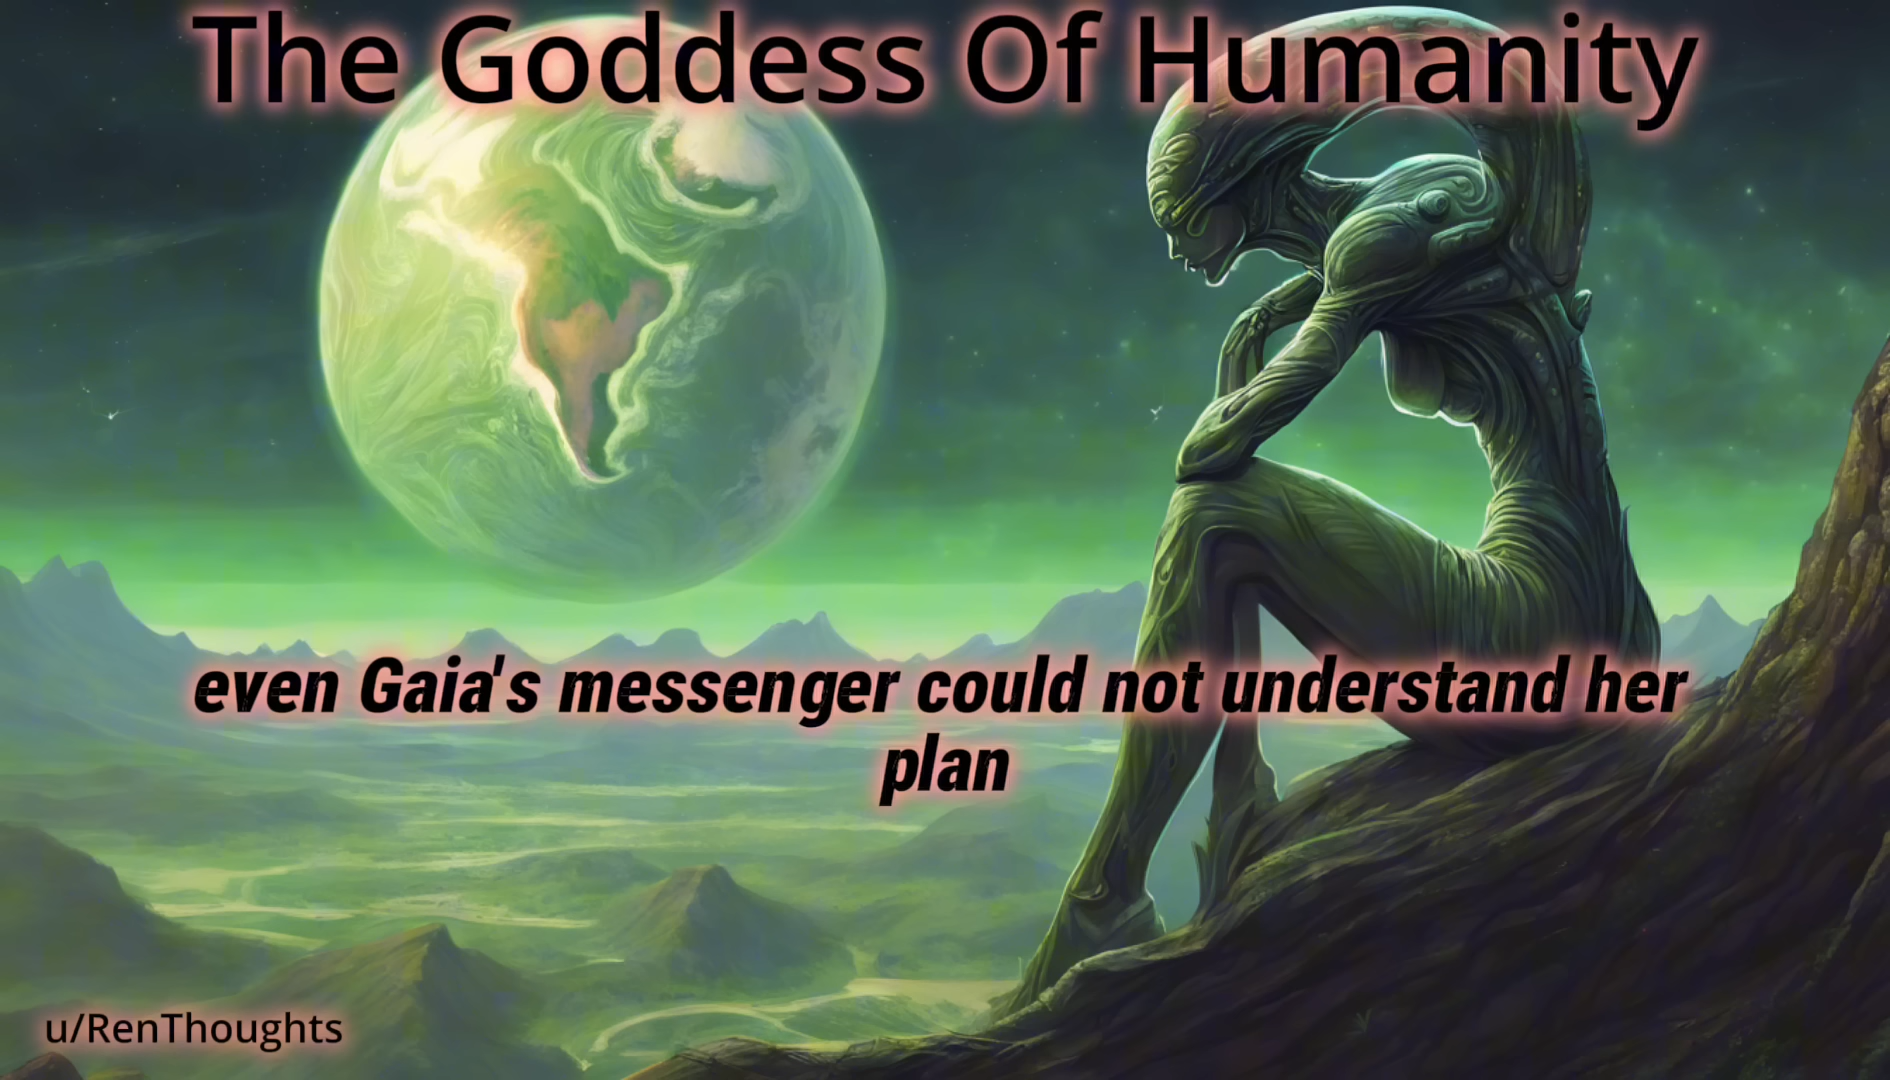 The Goddess Of Humanity
even Gaia's messenger could not understand her
plan
u/RenThoughts